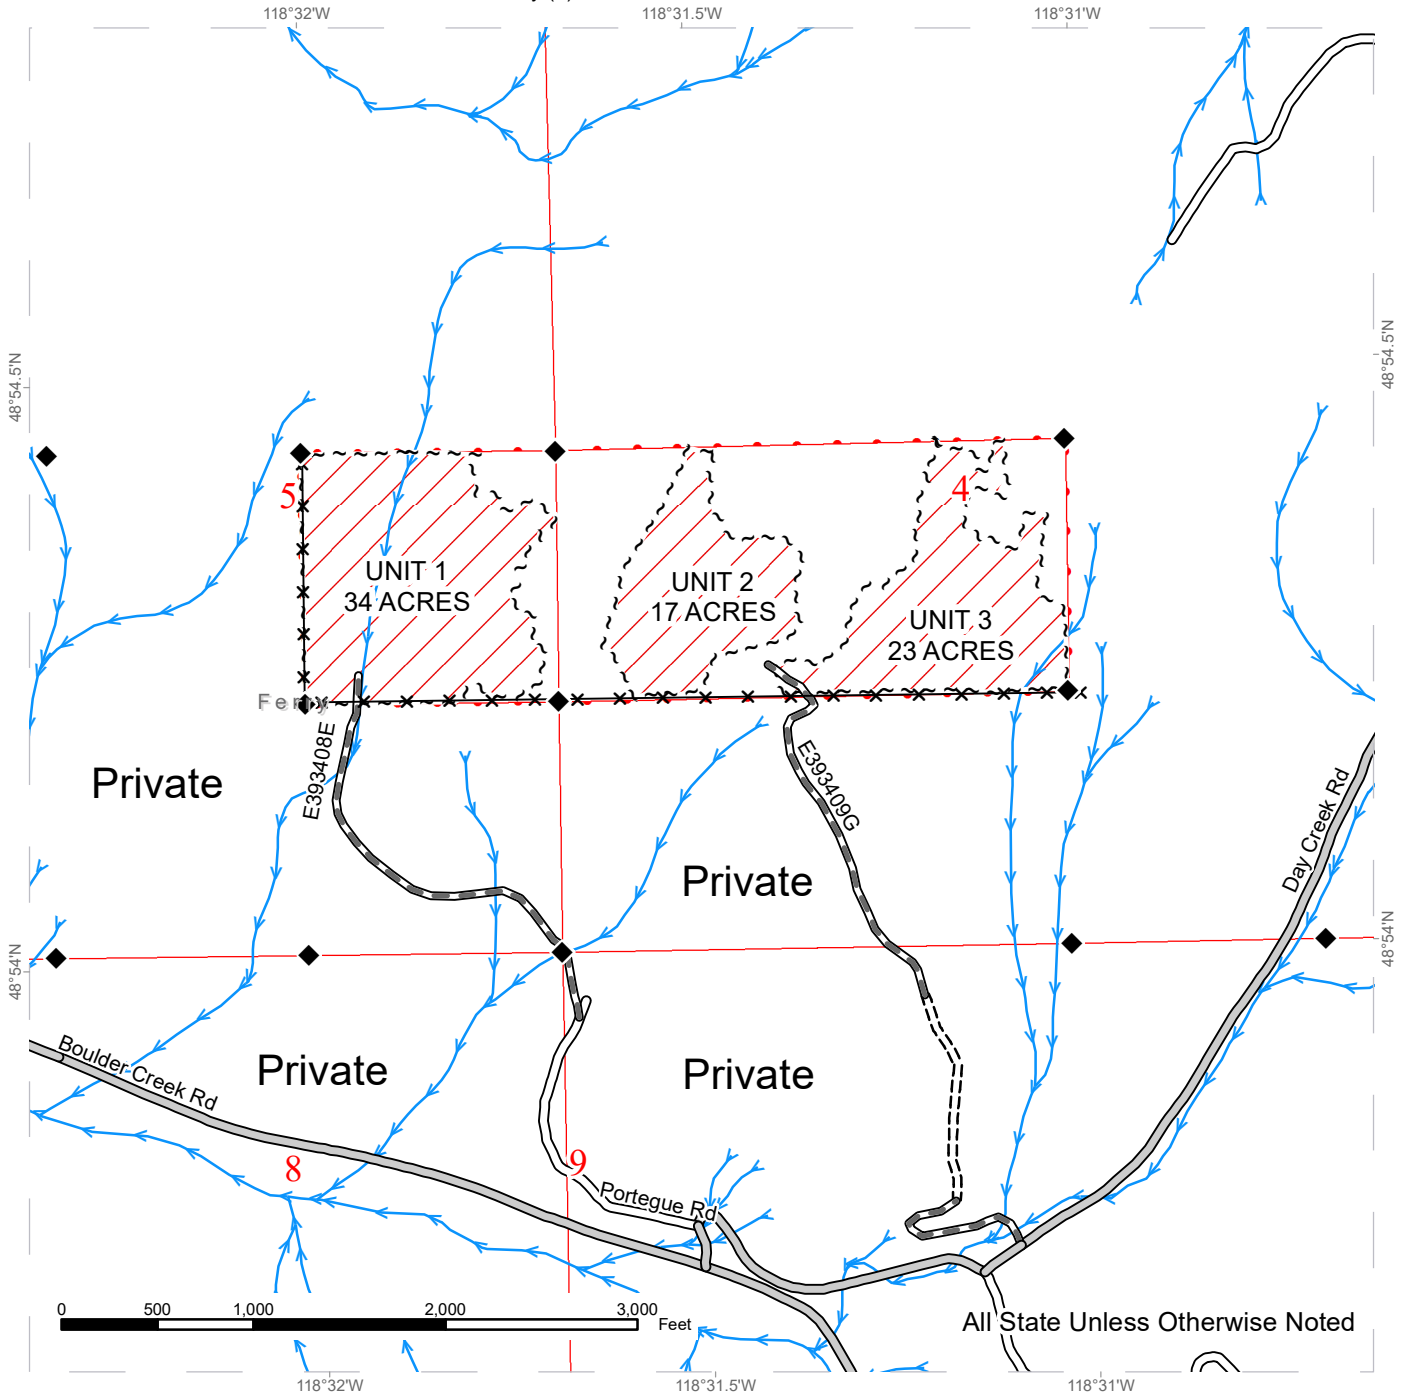 118°32'W
118°31.5'W
118°31'W
48°54.5'N
48°54.5'N
5
4
UNIT 1
34 ACRES
UNIT 2
17 ACRES
UNIT 3
23 ACRES
Ferry
E393408E
E393409G
Private
Day Creek Rd
Private
48°54'N
48°54'N
Boulder Creek Rd
Private
Private
8
9
Portegue Rd
0 500 1,000 2,000 3,000
Feet
All State Unless Otherwise Noted
118°32'W
118°31.5'W
118°31'W